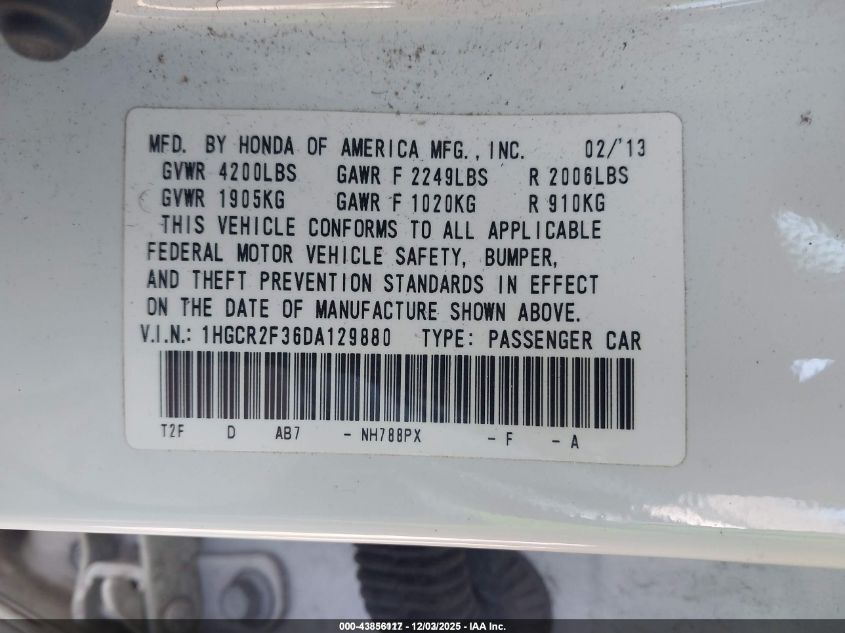 MFD. BY HONDA OF AMERICA MFG., INC. 02/'13
GVWR 4200LBS GAWR F 2249LBS R 2006LBS
GVWR 1905KG GAWR F 1020KG R 910KG
THIS VEHICLE CONFORMS TO ALL APPLICABLE
FEDERAL MOTOR VEHICLE SAFETY, BUMPER,
AND THEFT PREVENTION STANDARDS IN EFFECT
ON THE DATE OF MANUFACTURE SHOWN ABOVE.
V.I.N.: 1HGCR2F36DA129880 TYPE: PASSENGER CAR
T2F D AB7 - NH788PX - F - A
12/03/2025 - IAA Inc.